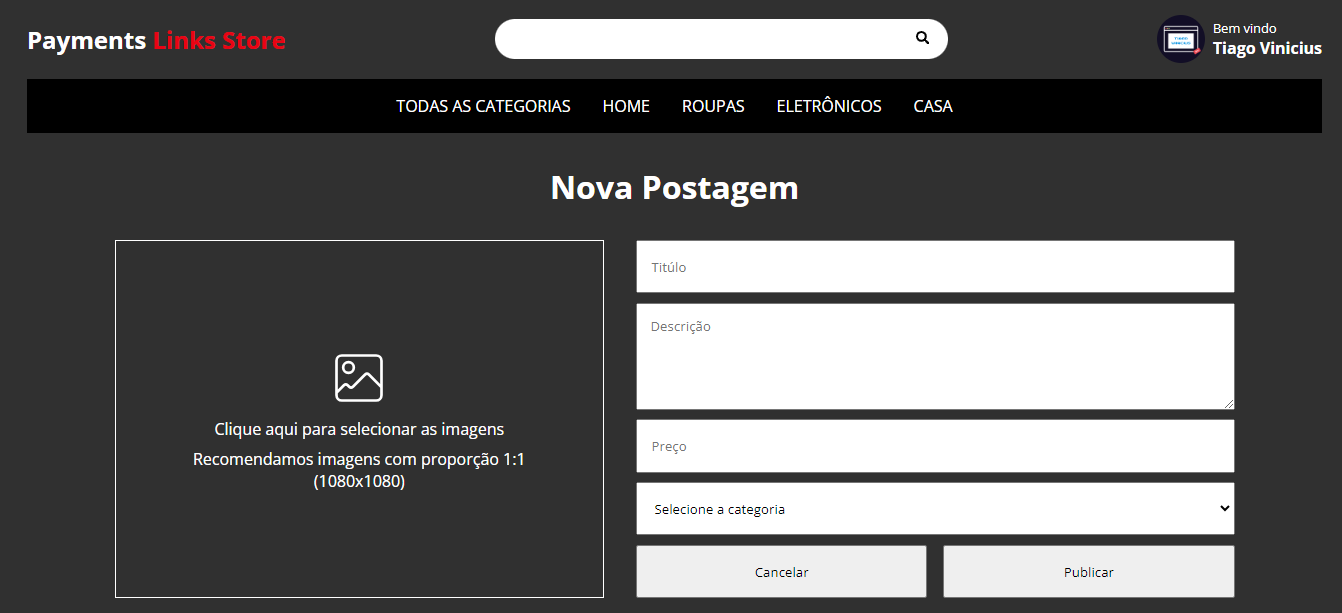 Payments Links Store
Bem vindo
Tiago Vinicius
TODAS AS CATEGORIAS HOME ROUPAS ELETRÔNICOS CASA
Nova Postagem
Clique aqui para selecionar as imagens
Recomendamos imagens com proporção 1:1
(1080x1080)
Titúlo
Descrição
Preço
Selecione a categoria
Cancelar Publicar